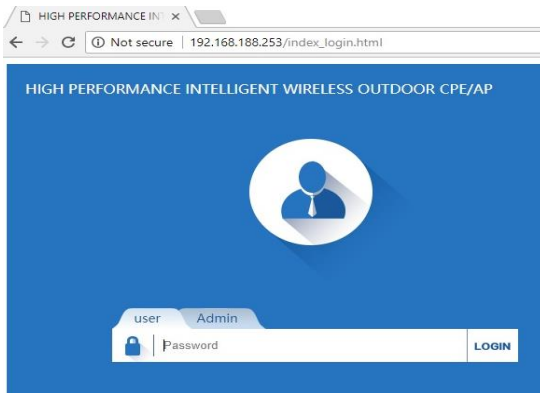 HIGH PERFORMANCE IN
Not secure | 192.168.188.253/index_login.html
HIGH PERFORMANCE INTELLIGENT WIRELESS OUTDOOR CPE/AP
user Admin
Password LOGIN